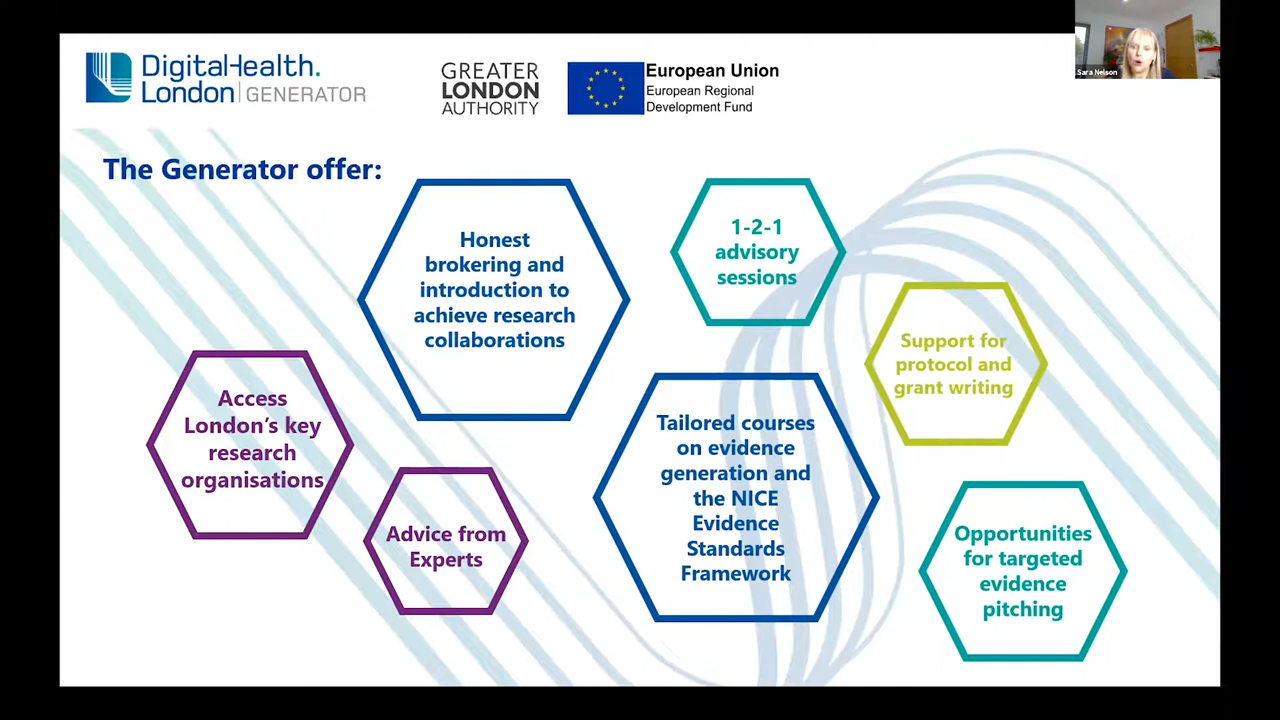 DigitalHealth.
London | GENERATOR
GREATER
LONDON
AUTHORITY
European Union
European Regional
Development Fund
Sara Nelson
The Generator offer:
Honest
brokering and
introduction to
achieve research
collaborations
1-2-1
advisory
sessions
Support for
protocol and
grant writing
Access
London’s key
research
organisations
Tailored courses
on evidence
generation and
the NICE
Evidence
Standards
Framework
Advice from
Experts
Opportunities
for targeted
evidence
pitching